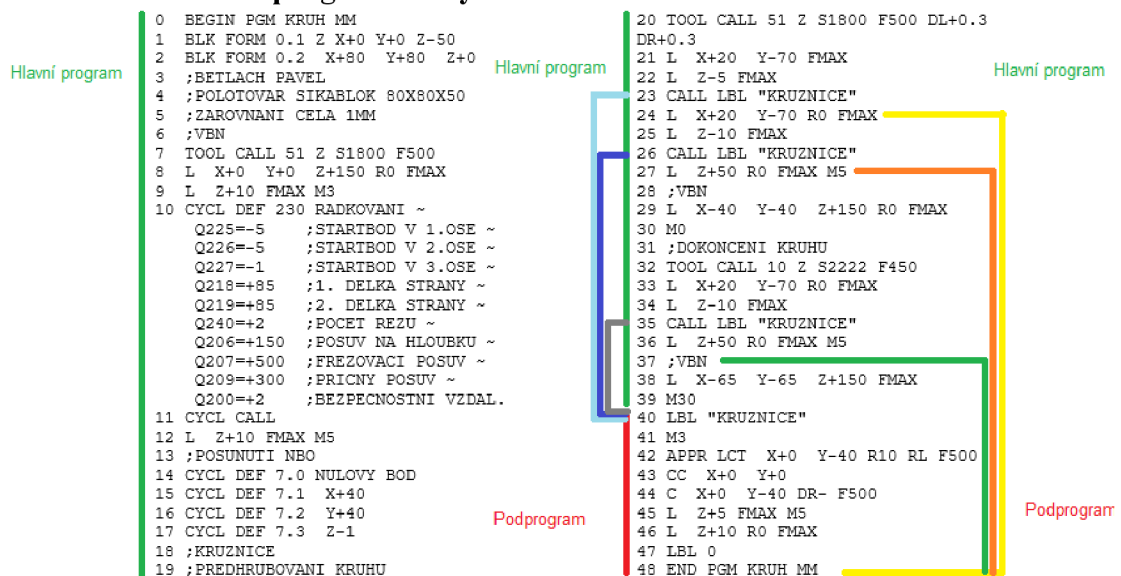 Hlavní program
0 BEGIN PGM KRUH MM
1 BLK FORM 0.1 Z X+0 Y+0 Z-50
2 BLK FORM 0.2 X+80 Y+80 Z+0
3 ;BETLACH PAVEL
4 ;POLOTOVAR SIKABLOK 80X80X50
5 ;ZAROVNANI CELA 1MM
6 ;VBN
7 TOOL CALL 51 Z S1800 F500
8 L X+0 Y+0 Z+150 R0 FMAX
9 L Z+10 FMAX M3
10 CYCL DEF 230 RADKOVANI ~
Q225=-5 ;STARTBOD V 1.OSE ~
Q226=-5 ;STARTBOD V 2.OSE ~
Q227=-1 ;STARTBOD V 3.OSE ~
Q218=+85 ;1. DELKA STRANY ~
Q219=+85 ;2. DELKA STRANY ~
Q240=+2 ;POCET REZU ~
Q206=+150 ;POSUV NA HLOUBKU ~
Q207=+500 ;FREZOVACI POSUV ~
Q209=+300 ;PRICNY POSUV ~
Q200=+2 ;BEZPECNOSTNI VZDAL.
11 CYCL CALL
12 L Z+10 FMAX M5
13 ;POSUNUTI NBO
14 CYCL DEF 7.0 NULOVY BOD
15 CYCL DEF 7.1 X+40
16 CYCL DEF 7.2 Y+40
17 CYCL DEF 7.3 Z-1
18 ;KRUZNICE
19 ;PREDHRUBOVANI KRUHU
Hlavní program
20 TOOL CALL 51 Z S1800 F500 DL+0.3
DR+0.3
21 L X+20 Y-70 FMAX
22 L Z-5 FMAX
23 CALL LBL "KRUZNICE"
24 L X+20 Y-70 R0 FMAX
25 L Z-10 FMAX
26 CALL LBL "KRUZNICE"
27 L Z+50 R0 FMAX M5
28 ;VBN
29 L X-40 Y-40 Z+150 R0 FMAX
30 M0
31 ;DOKONCENI KRUHU
32 TOOL CALL 10 Z S2222 F450
33 L X+20 Y-70 R0 FMAX
34 L Z-10 FMAX
35 CALL LBL "KRUZNICE"
36 L Z+50 R0 FMAX M5
37 ;VBN
38 L X-65 Y-65 Z+150 FMAX
39 M30
40 LBL "KRUZNICE"
41 M3
42 APPR LCT X+0 Y-40 R10 RL F500
43 CC X+0 Y+0
44 C X+0 Y-40 DR- F500
45 L Z+5 FMAX M5
46 L Z+10 R0 FMAX
47 LBL 0
48 END PGM KRUH MM
Hlavní program
Podprogram
Podprogram